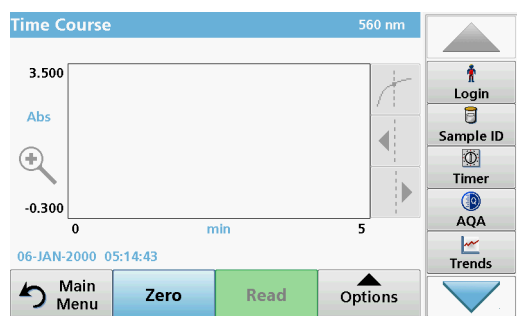 Time Course 560 nm
3.500
Abs
-0.300
0 min 5
06-JAN-2000 05:14:43
Main
Menu
Zero
Read
Options
Login
Sample ID
Timer
AQA
Trends